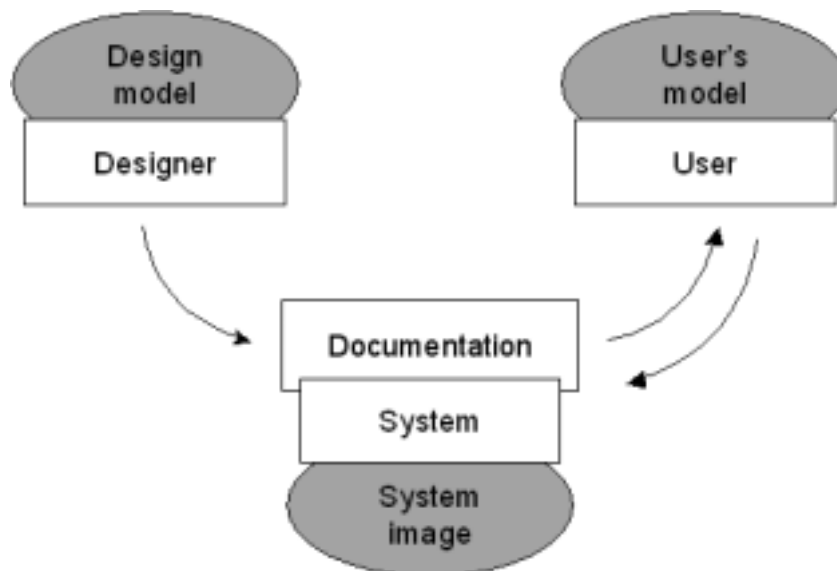 Design
model
Designer
User's
model
User
Documentation
System
System
image